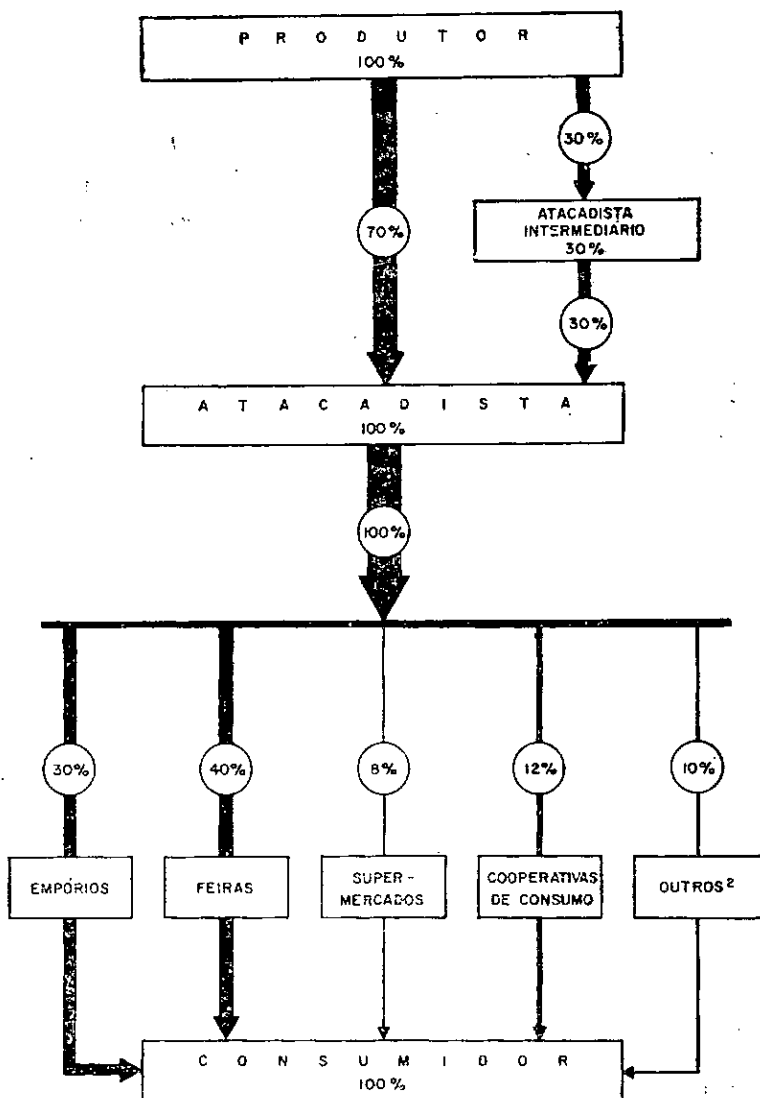 PRODUTOR
100%
30%
ATACADISTA
INTERMEDIÁRIO
30%
70%
30%
ATACADISTA
100%
100%
30%
40%
8%
12%
10%
EMPÓRIOS
FEIRAS
SUPER-
MERCADOS
COOPERATIVAS
DE CONSUMO
OUTROS²
CONSUMIDOR
100%